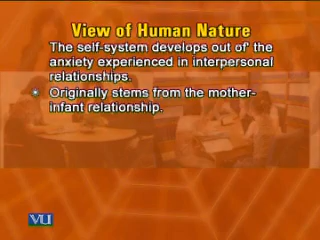 View of Human Nature
The self-system develops out of' the
anxiety experienced in interpersonal
relationships.
Originally stems from the mother-
infant relationship.
VU